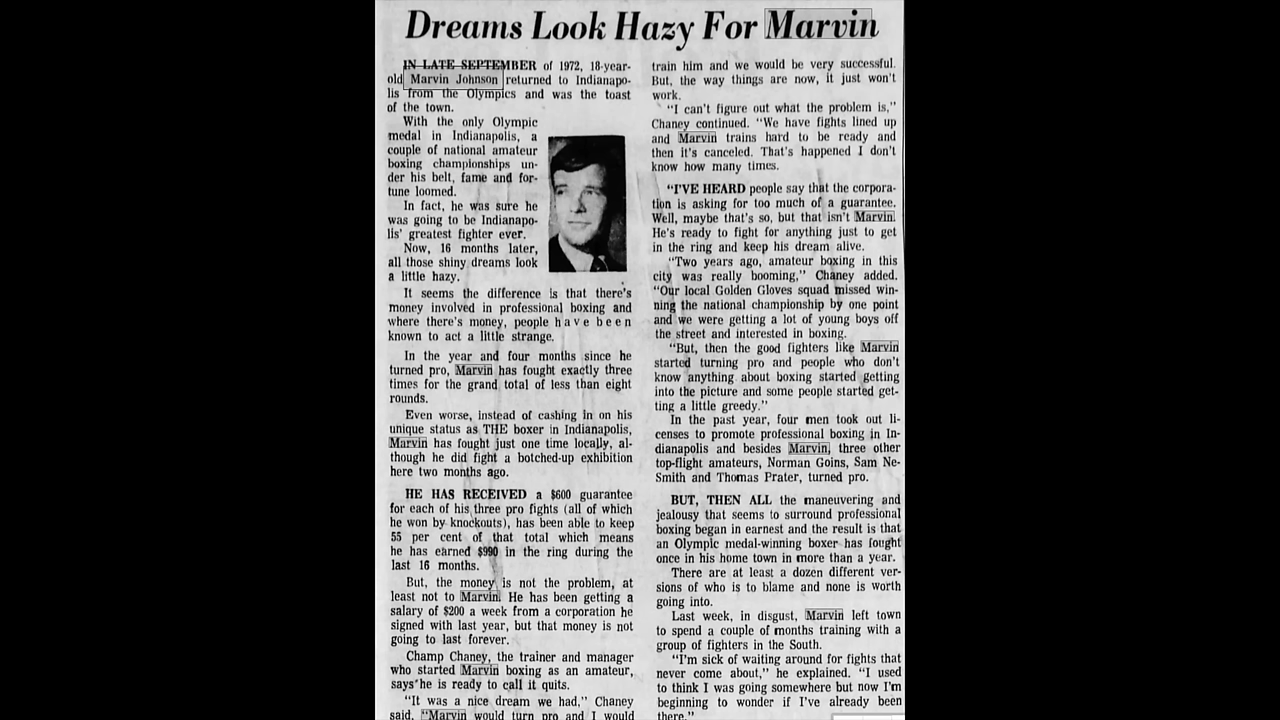 Dreams Look Hazy For Marvin
IN LATE SEPTEMBER of 1972, 18-year-
old Marvin Johnson returned to Indianapo-
lis from the Olympics and was the toast
of the town.
With the only Olympic
medal in Indianapolis, a
couple of national amateur
boxing championships un-
der his belt, fame and for-
tune loomed.
In fact, he was sure he
was going to be Indianapo-
lis' greatest fighter ever.
Now, 16 months later,
all those shiny dreams look
a little hazy.
It seems the difference is that there's
money involved in professional boxing and
where there's money, people have been
known to act a little strange.
In the year and four months since he
turned pro, Marvin has fought exactly three
times for the grand total of less than eight
rounds.
Even worse, instead of cashing in on his
unique status as THE boxer in Indianapolis,
Marvin has fought just one time locally, al-
though he did fight a botched-up exhibition
here two months ago.
HE HAS RECEIVED a $600 guarantee
for each of his three pro fights (all of which
he won by knockouts), has been able to keep
55 per cent of that total which means
he has earned $990 in the ring during the
last 16 months.
But, the money is not the problem, at
least not to Marvin. He has been getting a
salary of $200 a week from a corporation he
signed with last year, but that money is not
going to last forever.
Champ Chaney, the trainer and manager
who started Marvin boxing as an amateur,
says he is ready to call it quits.
"It was a nice dream we had," Chaney
said. "Marvin would turn pro and I would
train him and we would be very successful.
But, the way things are now, it just won't
work.
"I can't figure out what the problem is,"
Chaney continued. "We have fights lined up
and Marvin trains hard to be ready and
then it's canceled. That's happened I don't
know how many times.
"I'VE HEARD people say that the corpora-
tion is asking for too much of a guarantee.
Well, maybe that's so, but that isn't Marvin.
He's ready to fight for anything just to get
in the ring and keep his dream alive.
"Two years ago, amateur boxing in this
city was really booming," Chaney added.
"Our local Golden Gloves squad missed win-
ning the national championship by one point
and we were getting a lot of young boys off
the street and interested in boxing.
"But, then the good fighters like Marvin
started turning pro and people who don't
know anything about boxing started getting
into the picture and some people started get-
ting a little greedy."
In the past year, four men took out li-
censes to promote professional boxing in In-
dianapolis and besides Marvin, three other
top-flight amateurs, Norman Goins, Sam Ne-
Smith and Thomas Prater, turned pro.
BUT, THEN ALL the maneuvering and
jealousy that seems to surround professional
boxing began in earnest and the result is that
an Olympic medal-winning boxer has fought
once in his home town in more than a year.
There are at least a dozen different ver-
sions of who is to blame and none is worth
going into.
Last week, in disgust, Marvin left town
to spend a couple of months training with a
group of fighters in the South.
"I'm sick of waiting around for fights that
never come about," he explained. "I used
to think I was going somewhere but now I'm
beginning to wonder if I've already been
there."